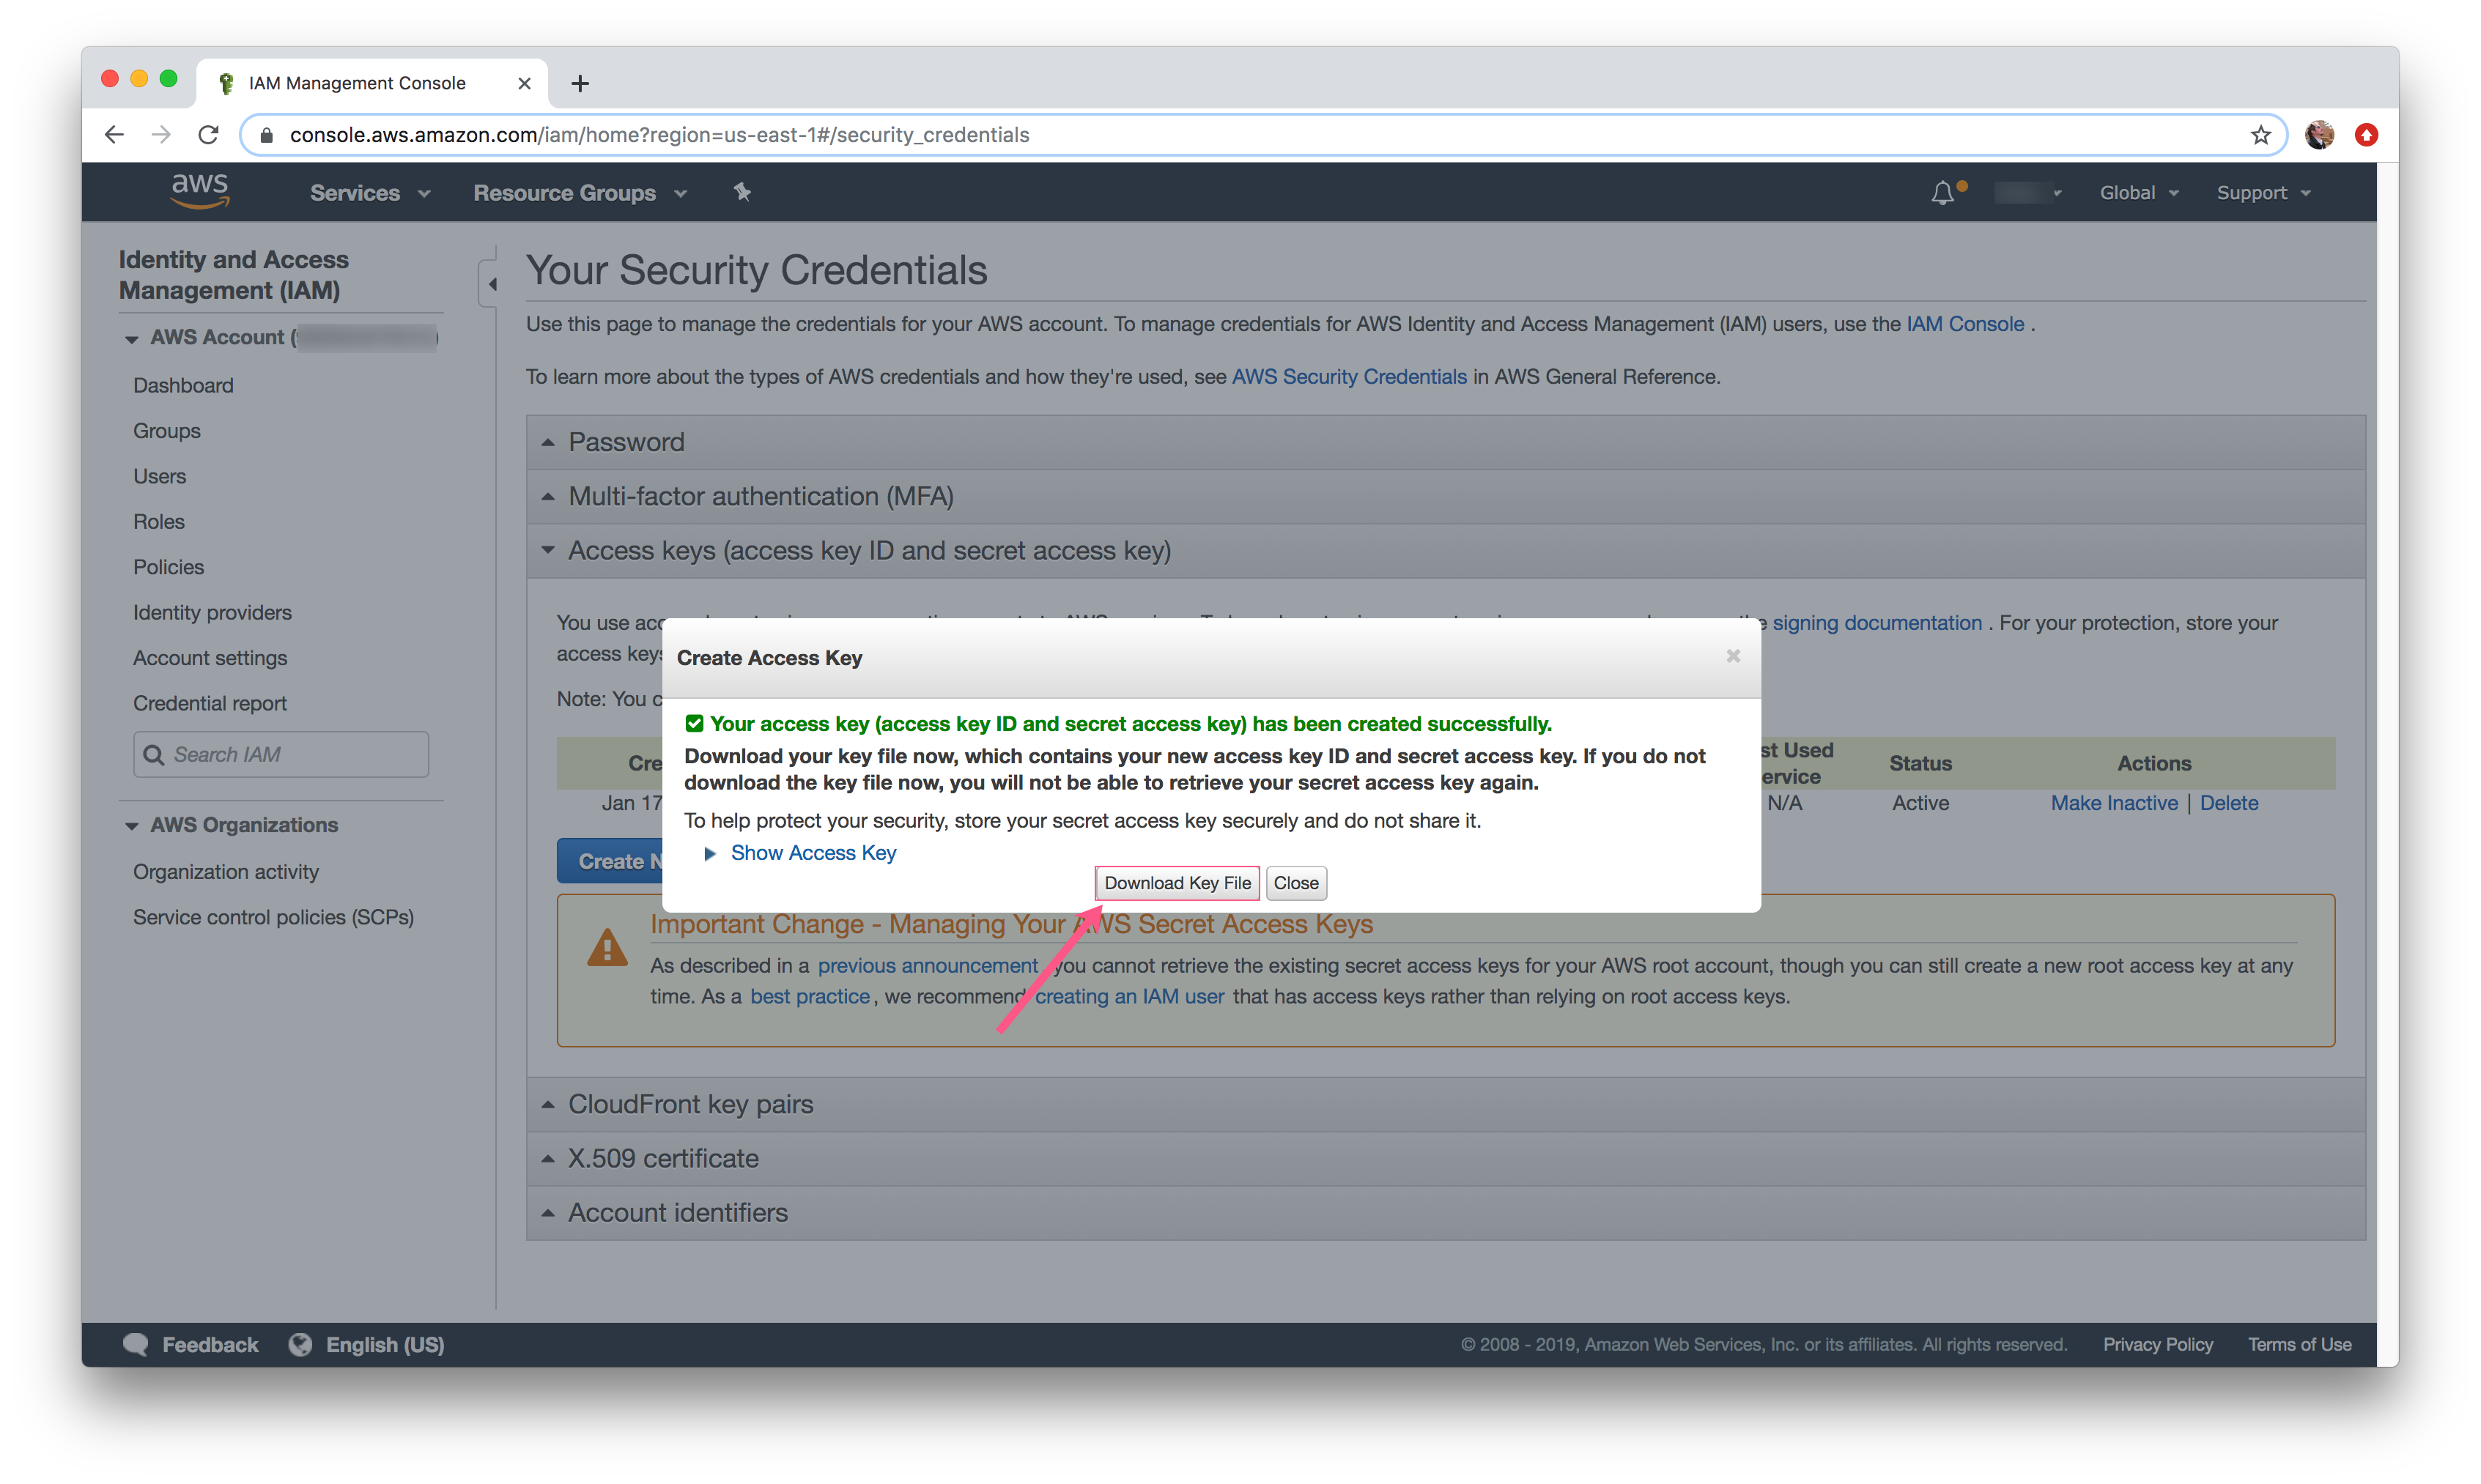 IAM Management Console
console.aws.amazon.com/iam/home?region=us-east-1#/security_credentials
aws
Services
Resource Groups
Global
Support
Identity and Access
Management (IAM)
AWS Account (
Dashboard
Groups
Users
Roles
Policies
Identity providers
Account settings
Credential report
Search IAM
AWS Organizations
Organization activity
Service control policies (SCPs)
Your Security Credentials
Use this page to manage the credentials for your AWS account. To manage credentials for AWS Identity and Access Management (IAM) users, use the IAM Console .
To learn more about the types of AWS credentials and how they're used, see AWS Security Credentials in AWS General Reference.
Password
Multi-factor authentication (MFA)
Access keys (access key ID and secret access key)
You use signing documentation . For your protection, store your
access keys
Note: You
Create Access Key
Your access key (access key ID and secret access key) has been created successfully.
Download your key file now, which contains your new access key ID and secret access key. If you do not
download the key file now, you will not be able to retrieve your secret access key again.
To help protect your security, store your secret access key securely and do not share it.
Show Access Key
Download Key File
Close
Used
Status
Actions
Jan 17
N/A
Active
Make Inactive | Delete
Create
Important Change - Managing Your AWS Secret Access Keys
As described in a previous announcement you cannot retrieve the existing secret access keys for your AWS root account, though you can still create a new root access key at any
time. As a best practice, we recommend creating an IAM user that has access keys rather than relying on root access keys.
CloudFront key pairs
X.509 certificate
Account identifiers
Feedback
English (US)
© 2008 - 2019, Amazon Web Services, Inc. or its affiliates. All rights reserved.
Privacy Policy
Terms of Use